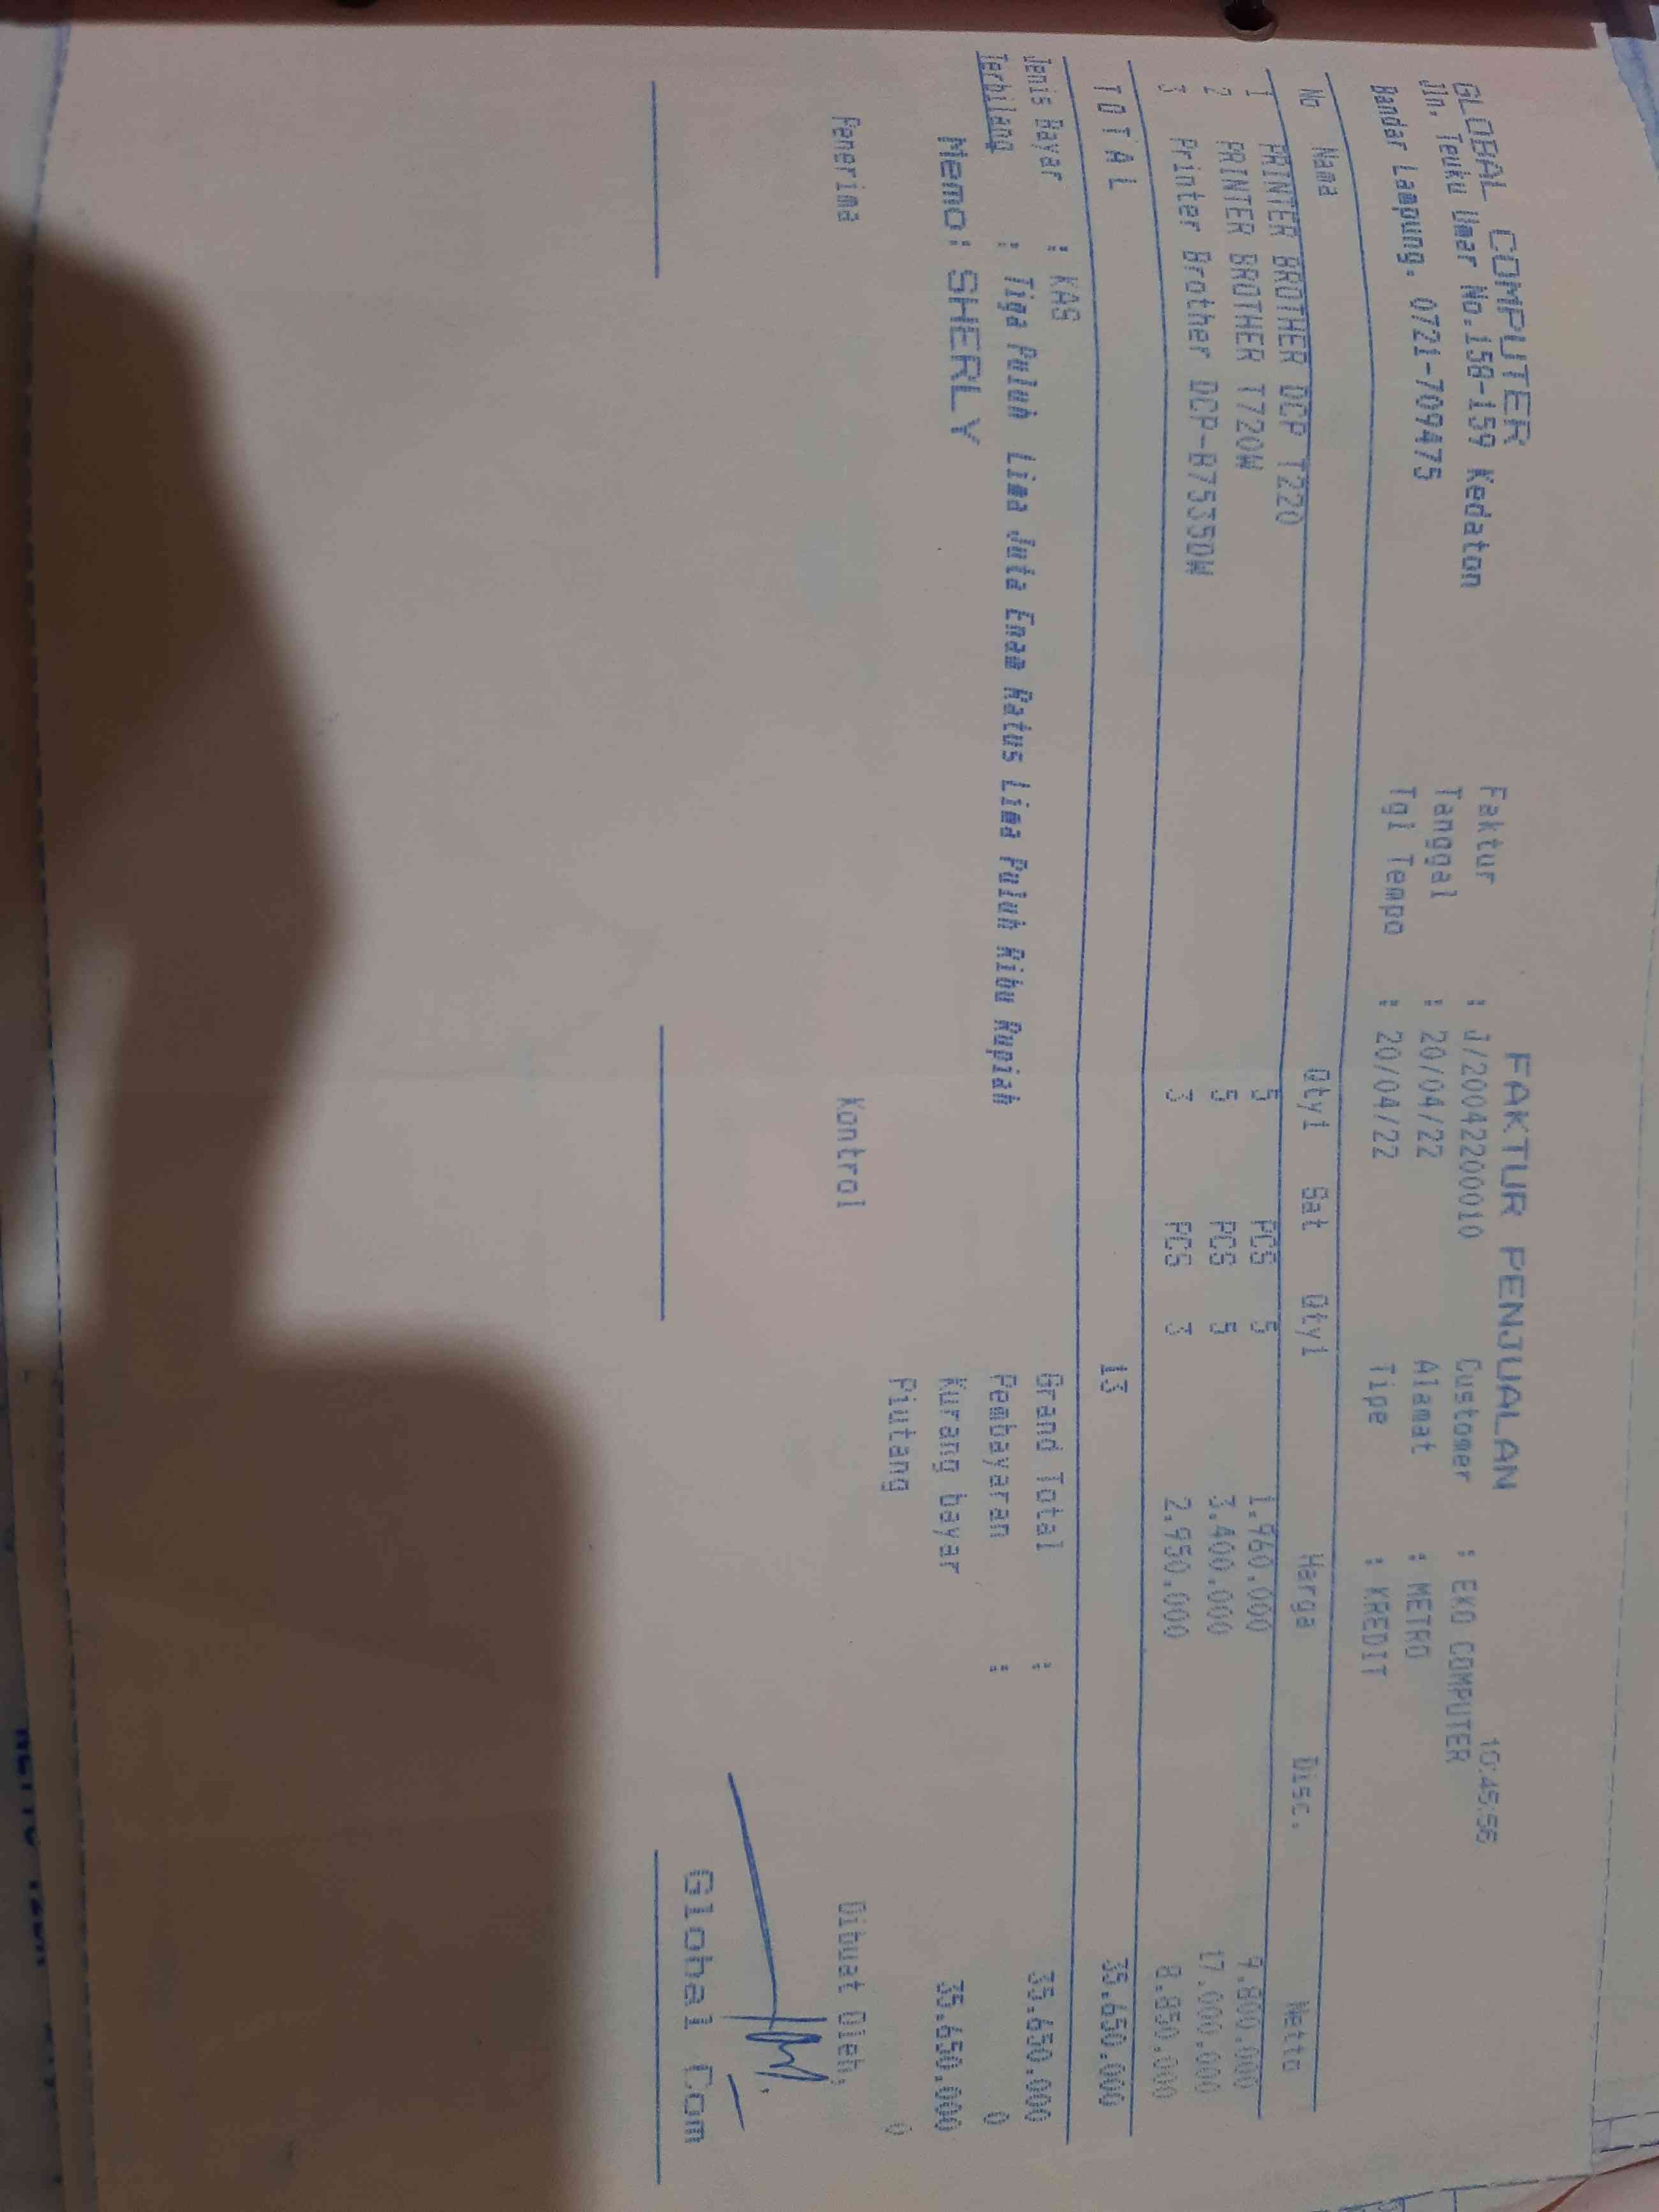 FAKTUR PENJUALAN 10:45:56
GLOBAL COMPUTER Faktur : J/2004220010 Customer : EKO COMPUTER
Jln. Teuku Umar No.158-159 Kedaton Tanggal : 20/04/22 Alamat : METRO
Bandar Lampung. 0721-709475 Tgl Tempo : 20/04/22 Tipe : KREDIT
No Nama Qty1 Sat Qty1 Harga Disc. Netto
1 PRINTER BROTHER DCP T220 5 PCS 5 1.960.000 9.800.000
2 PRINTER BROTHER T720W 5 PCS 5 3.400.000 17.000.000
3 Printer Brother DCP-B7535DW 3 PCS 3 2.950.000 8.850.000
T O T A L 13 35.650.000
Jenis Bayar : KAS Grand Total : 35.650.000
Terbilang : Tiga Puluh Lima Juta Enam Ratus Lima Puluh Ribu Rupiah Pembayaran : 0
Memo: SHERLY Kurang bayar 35.650.000
Piutang 0
Penerima Kontrol Dibuat Oleh,
Global Com